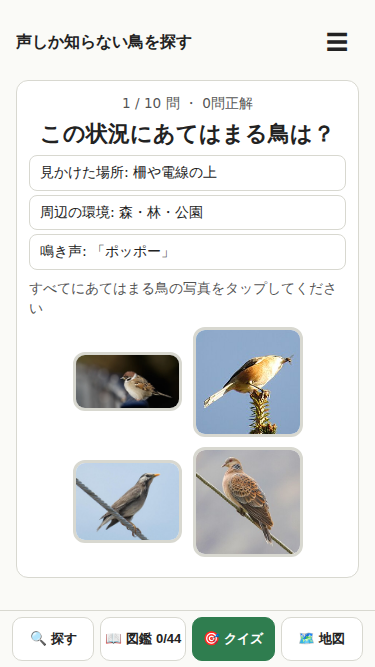 声しか知らない鳥を探す
1 / 10 問 ・ 0問正解
この状況にあてはまる鳥は？
見かけた場所: 柵や電線の上
周辺の環境: 森・林・公園
鳴き声: 「ポッポー」
すべてにあてはまる鳥の写真をタップしてくださ
い
探す
図鑑 0/44
クイズ
地図